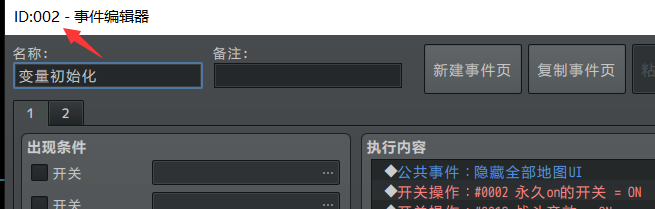 ID:002 - 事件编辑器
名称:
备注:
变量初始化
新建事件页
复制事件页
1
2
出现条件
执行内容
开关
...
◆公共事件：隐藏全部地图UI
◆开关操作：#0002 永久on的开关 = ON
开关